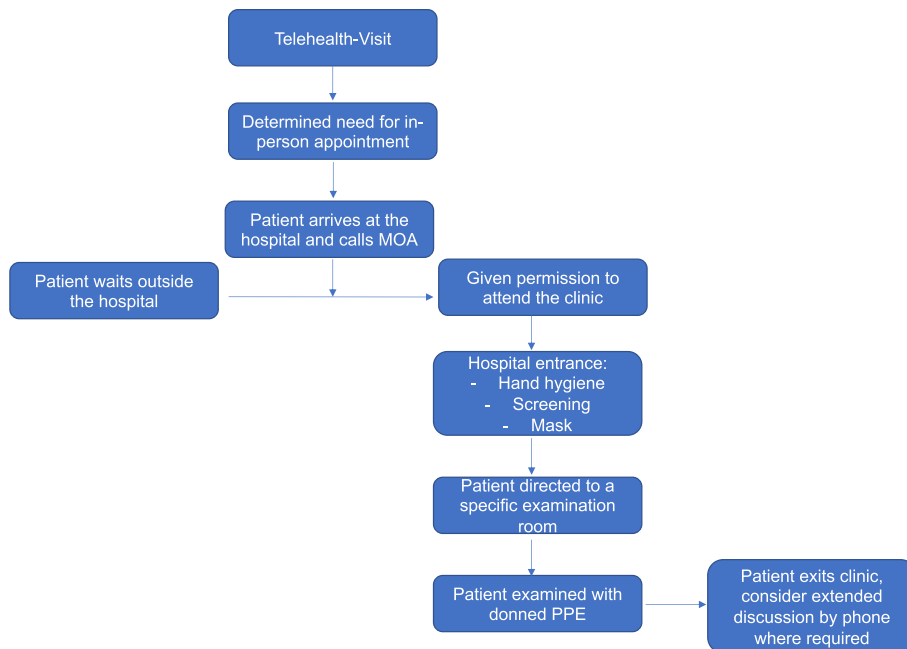 Telehealth-Visit
Determined need for in-
person appointment
Patient arrives at the
hospital and calls MOA
Patient waits outside
the hospital
Given permission to
attend the clinic
Hospital entrance:
- Hand hygiene
- Screening
- Mask
Patient directed to a
specific examination
room
Patient examined with
donned PPE
Patient exits clinic,
consider extended
discussion by phone
where required